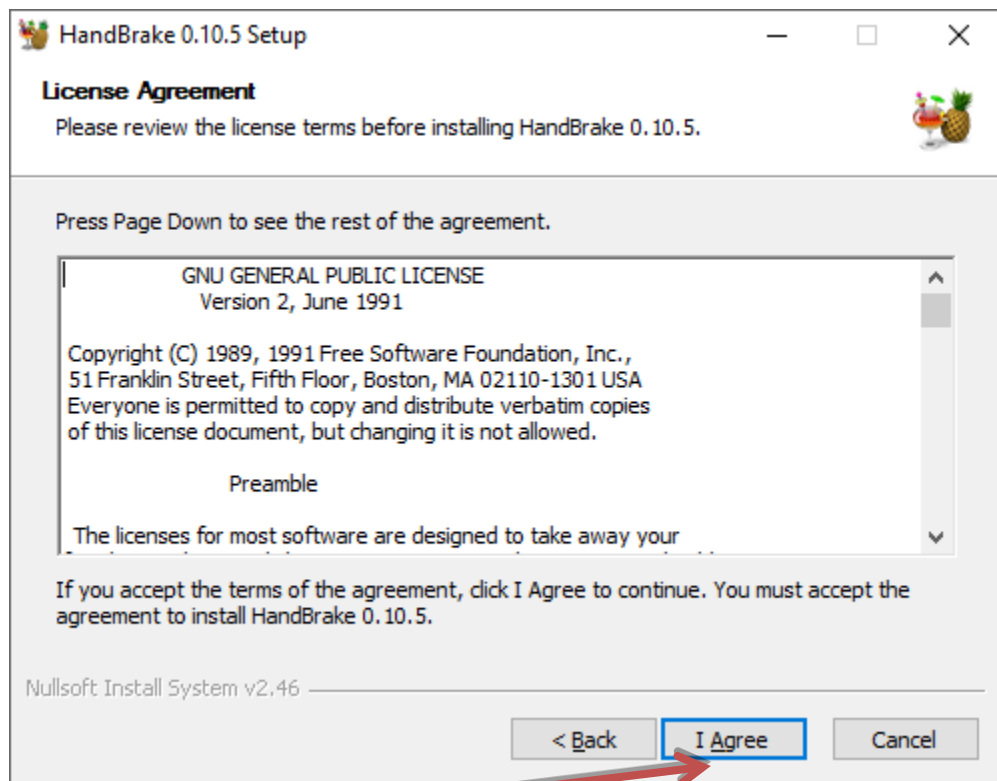 HandBrake 0.10.5 Setup
License Agreement
Please review the license terms before installing HandBrake 0.10.5.
Press Page Down to see the rest of the agreement.
GNU GENERAL PUBLIC LICENSE
Version 2, June 1991
Copyright (C) 1989, 1991 Free Software Foundation, Inc.,
51 Franklin Street, Fifth Floor, Boston, MA 02110-1301 USA
Everyone is permitted to copy and distribute verbatim copies
of this license document, but changing it is not allowed.
Preamble
The licenses for most software are designed to take away your
If you accept the terms of the agreement, click I Agree to continue. You must accept the
agreement to install HandBrake 0.10.5.
Nullsoft Install System v2.46
< Back I Agree Cancel